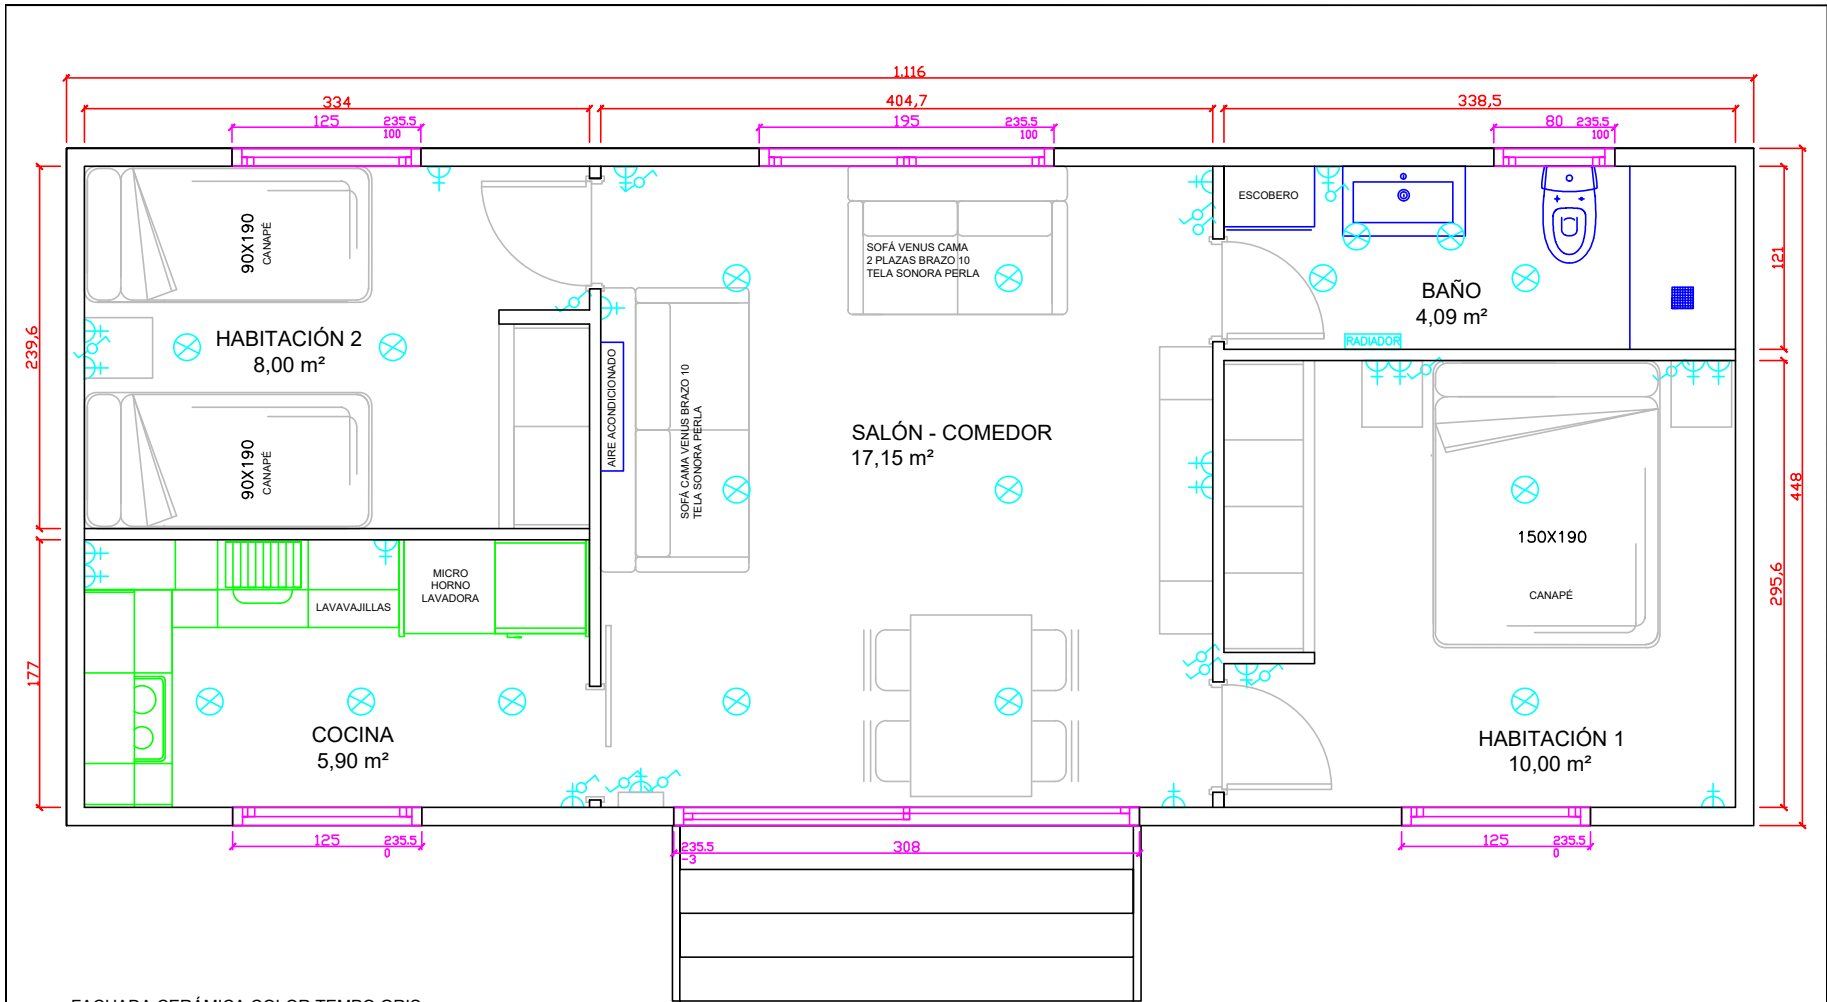 1.116
334
404,7
338,5
125
235.5
100
195
235.5
100
80
235.5
100
90X190
CANAPÉ
SOFÁ VENUS CAMA
2 PLAZAS BRAZO 10
TELA SONORA PERLA
ESCOBERO
BAÑO
4,09 m²
121
RADIADOR
239,6
HABITACIÓN 2
8,00 m²
AIRE ACONDICIONADO
SOFÁ CAMA VENUS BRAZO 10
TELA SONORA PERLA
SALÓN - COMEDOR
17,15 m²
90X190
CANAPÉ
448
150X190
CANAPÉ
295,6
MICRO
HORNO
LAVADORA
LAVAVAJILLAS
177
COCINA
5,90 m²
HABITACIÓN 1
10,00 m²
125
235.5
0
235.5
-3
308
125
235.5
0